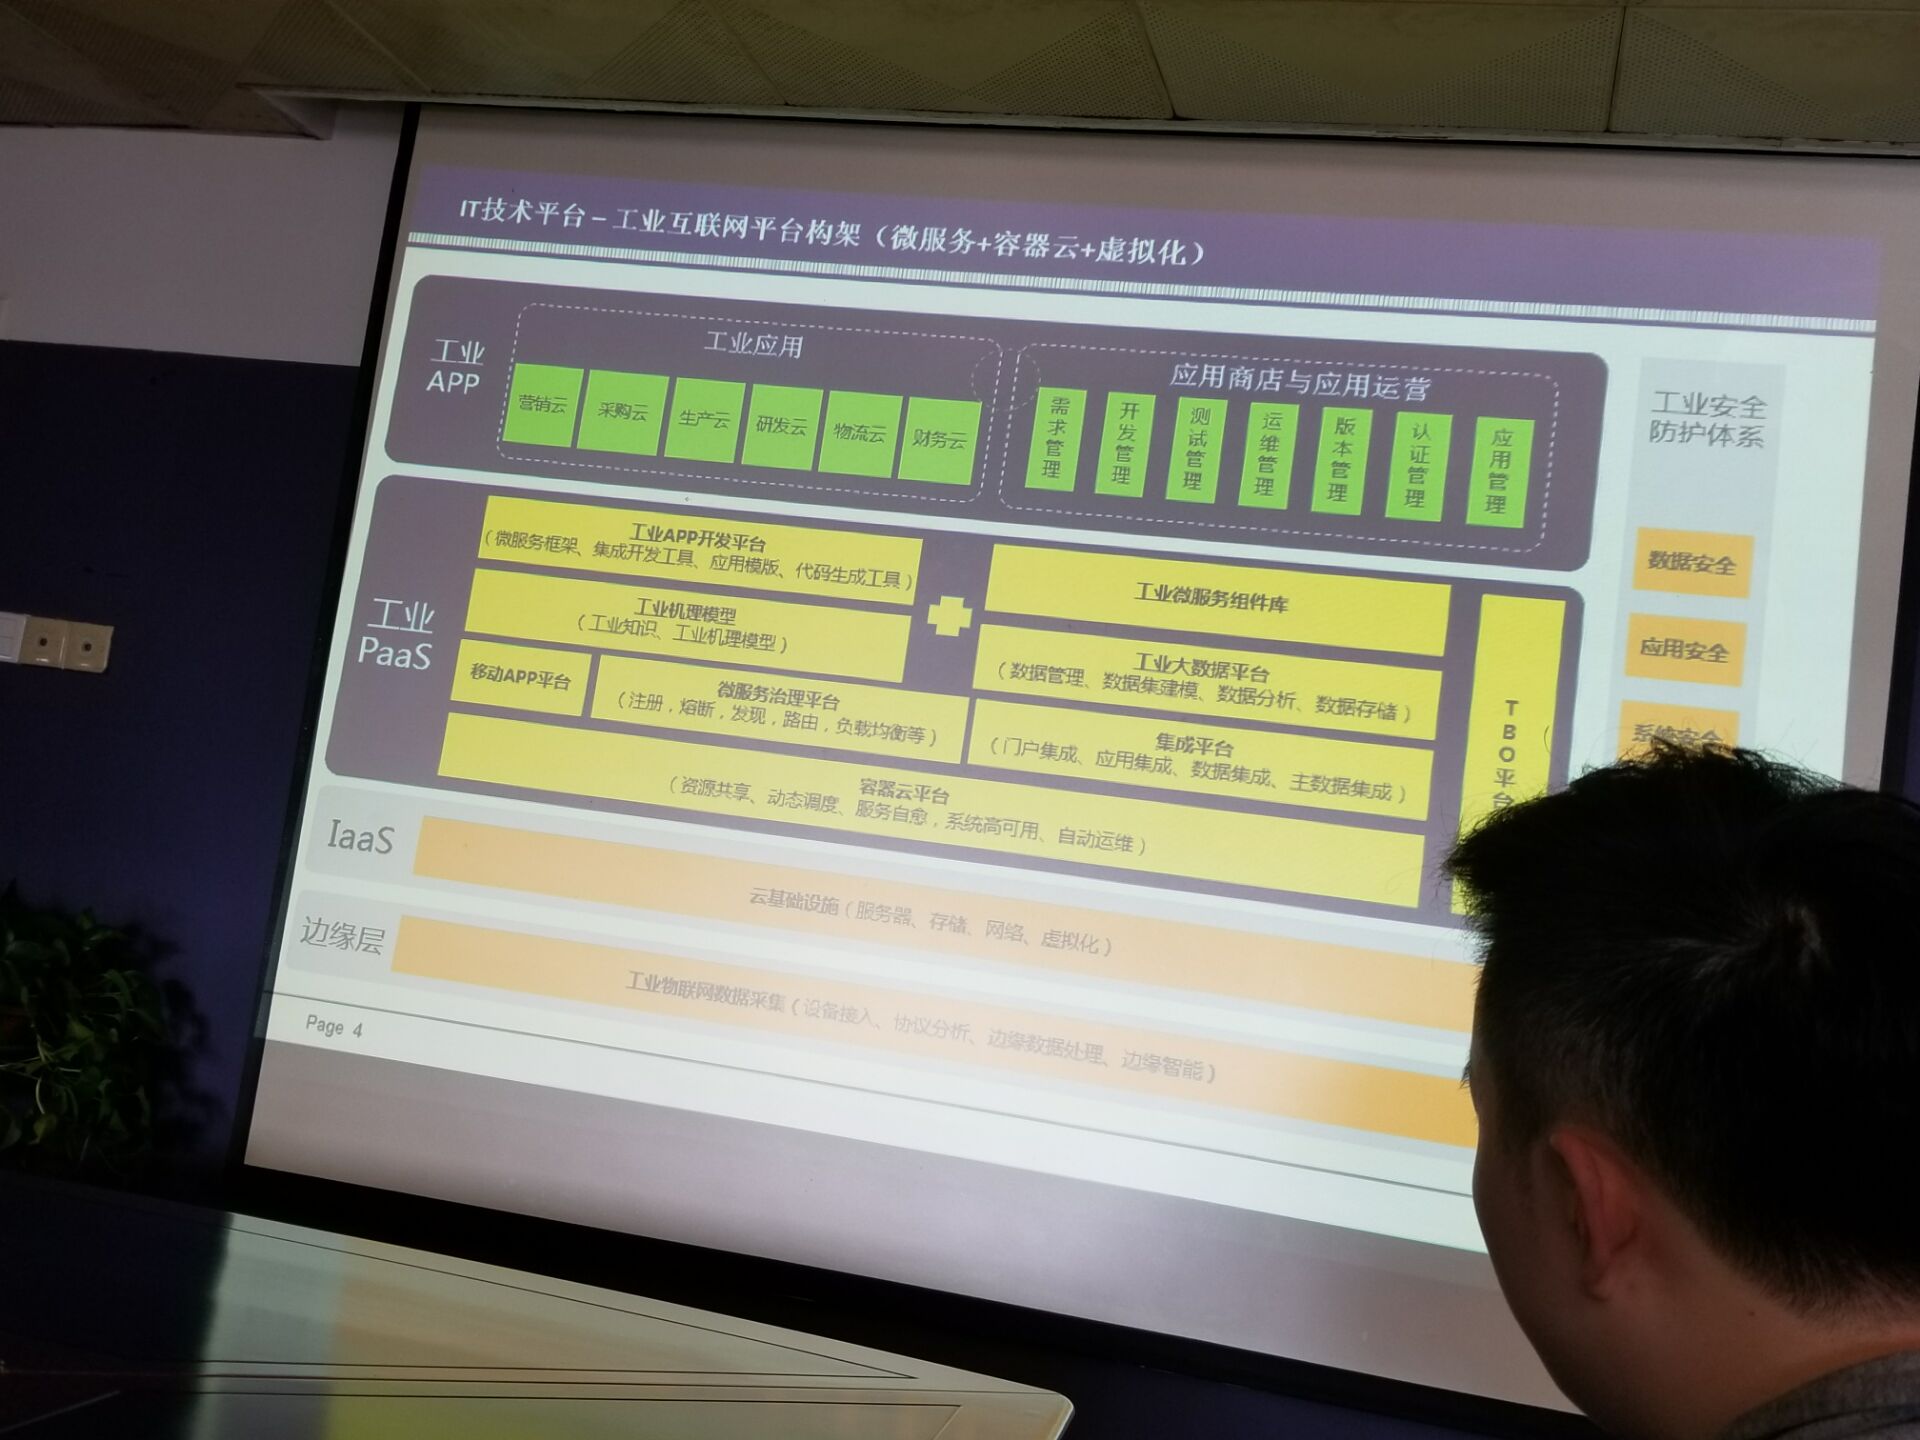 IT技术平台 – 工业互联网平台构架（微服务+容器云+虚拟化）
工业
APP
工业应用
营销云
采购云
生产云
研发云
物流云
财务云
应用商店与应用运营
需求管理
开发管理
测试管理
运维管理
版本管理
认证管理
应用管理
工业
PaaS
工业APP开发平台
（微服务框架、集成开发工具、应用模版、代码生成工具）
工业机理模型
（工业知识、工业机理模型）
移动APP平台
微服务治理平台
（注册，熔断，发现，路由，负载均衡等）
工业微服务组件库
工业大数据平台
（数据管理、数据集建模、数据分析、数据存储）
集成平台
（门户集成、应用集成、数据集成、主数据集成）
容器云平台
（资源共享、动态调度、服务自愈，系统高可用、自动运维）
TBO平台
（
IaaS
云基础设施（服务器、存储、网络、虚拟化）
边缘层
工业物联网数据采集（设备接入、协议分析、边缘数据处理、边缘智能）
工业安全
防护体系
数据安全
应用安全
系统安全
Page 4